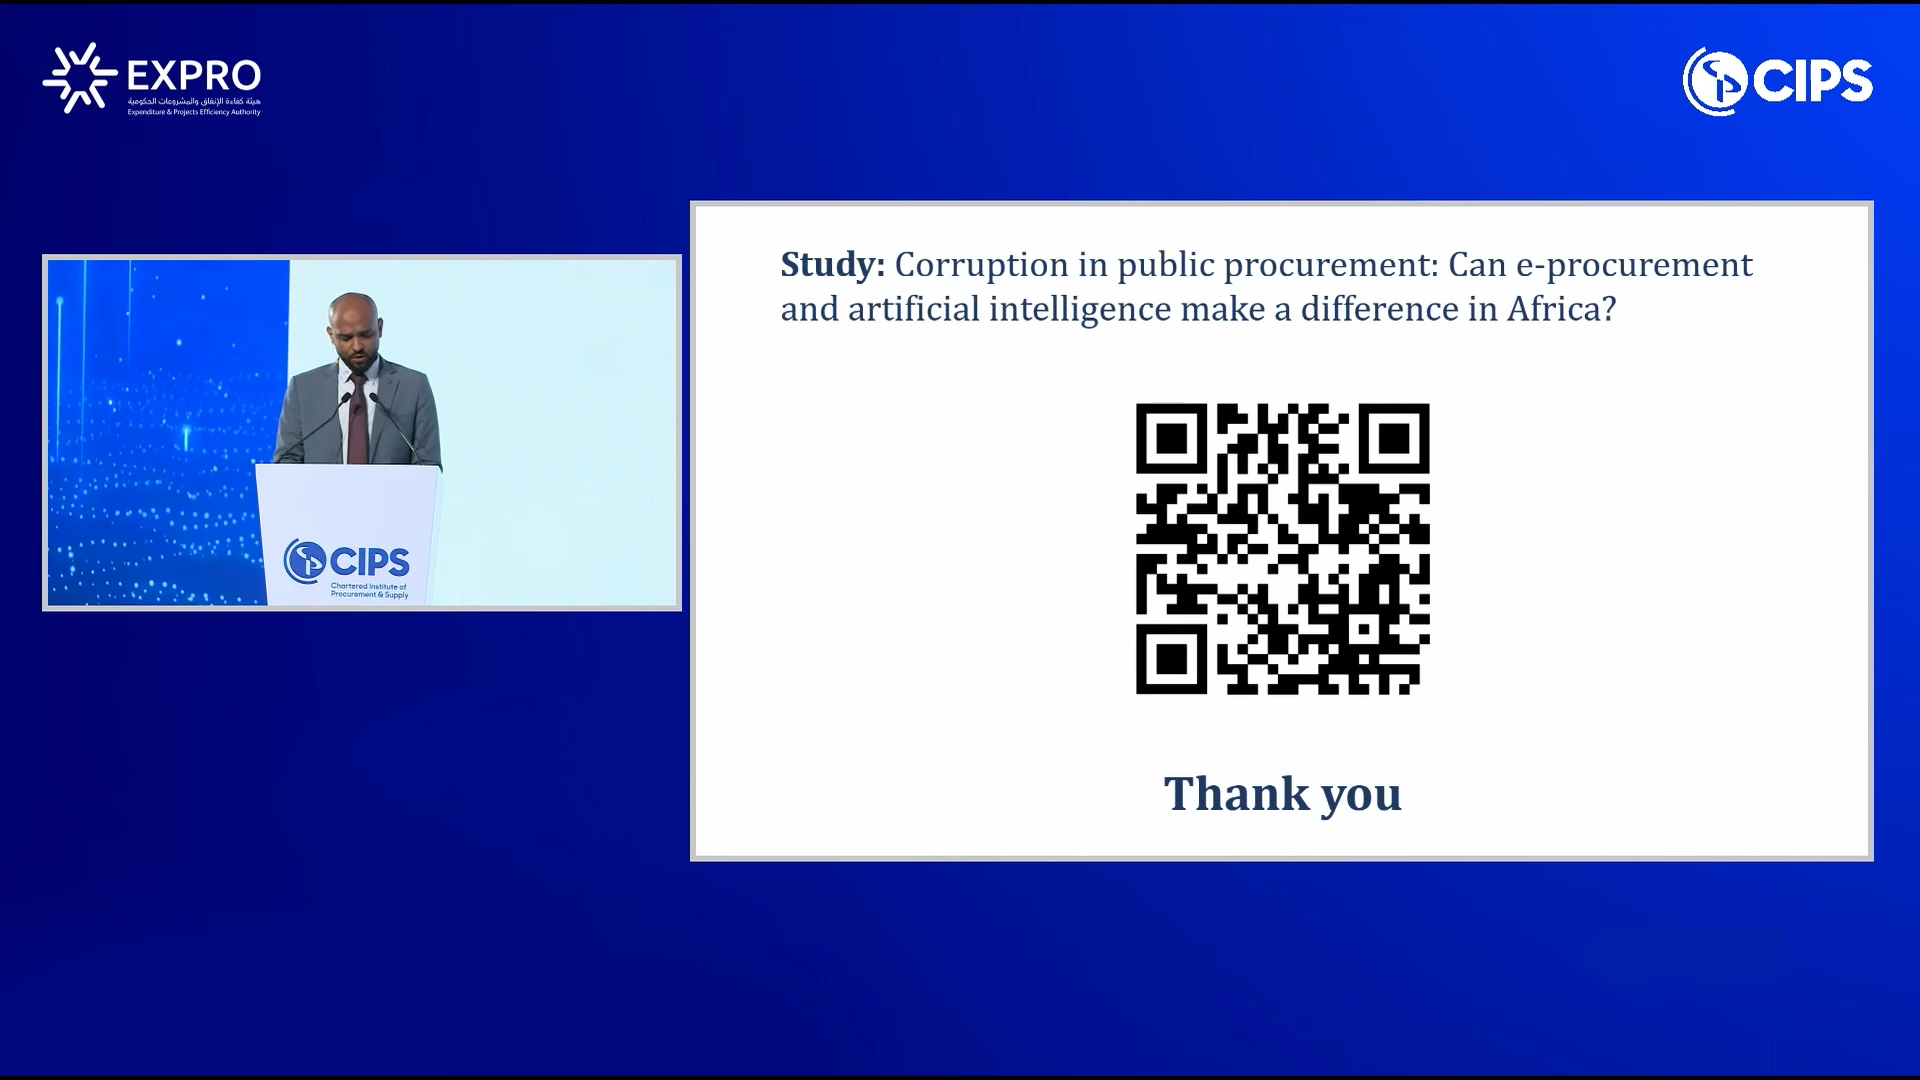 EXPRO
هيئة كفاءة الإنفاق والمشروعات الحكومية
Expenditure & Projects Efficiency Authority
CIPS
Study: Corruption in public procurement: Can e-procurement
and artificial intelligence make a difference in Africa?
CIPS
Chartered Institute of
Procurement & Supply
Thank you